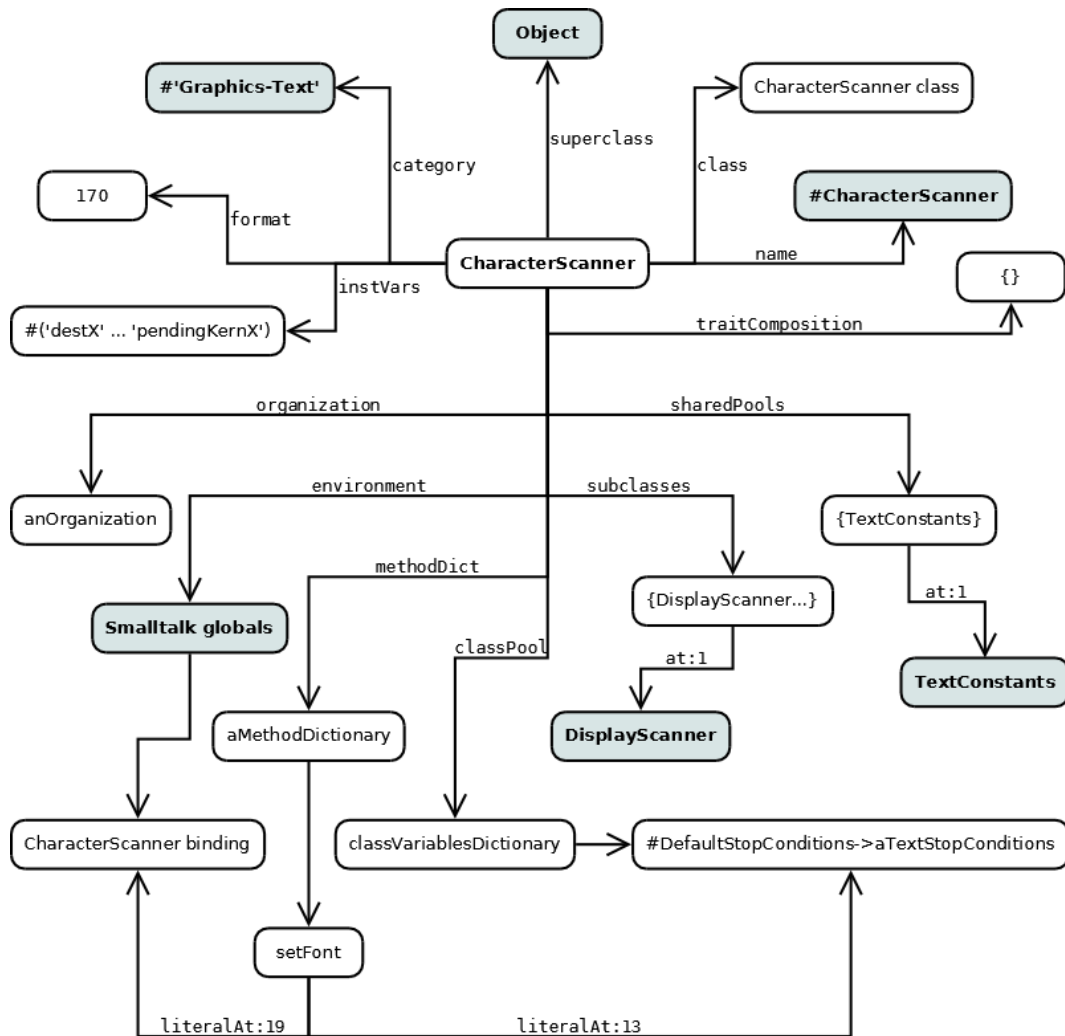 Object
#'Graphics-Text'
CharacterScanner class
superclass
category
class
170
#CharacterScanner
format
name
CharacterScanner
{}
instVars
#('destX' ... 'pendingKernX')
traitComposition
organization
sharedPools
environment
subclasses
anOrganization
{TextConstants}
methodDict
{DisplayScanner...}
at:1
Smalltalk globals
classPool
at:1
TextConstants
aMethodDictionary
DisplayScanner
CharacterScanner binding
classVariablesDictionary
#DefaultStopConditions->aTextStopConditions
setFont
literalAt:19
literalAt:13